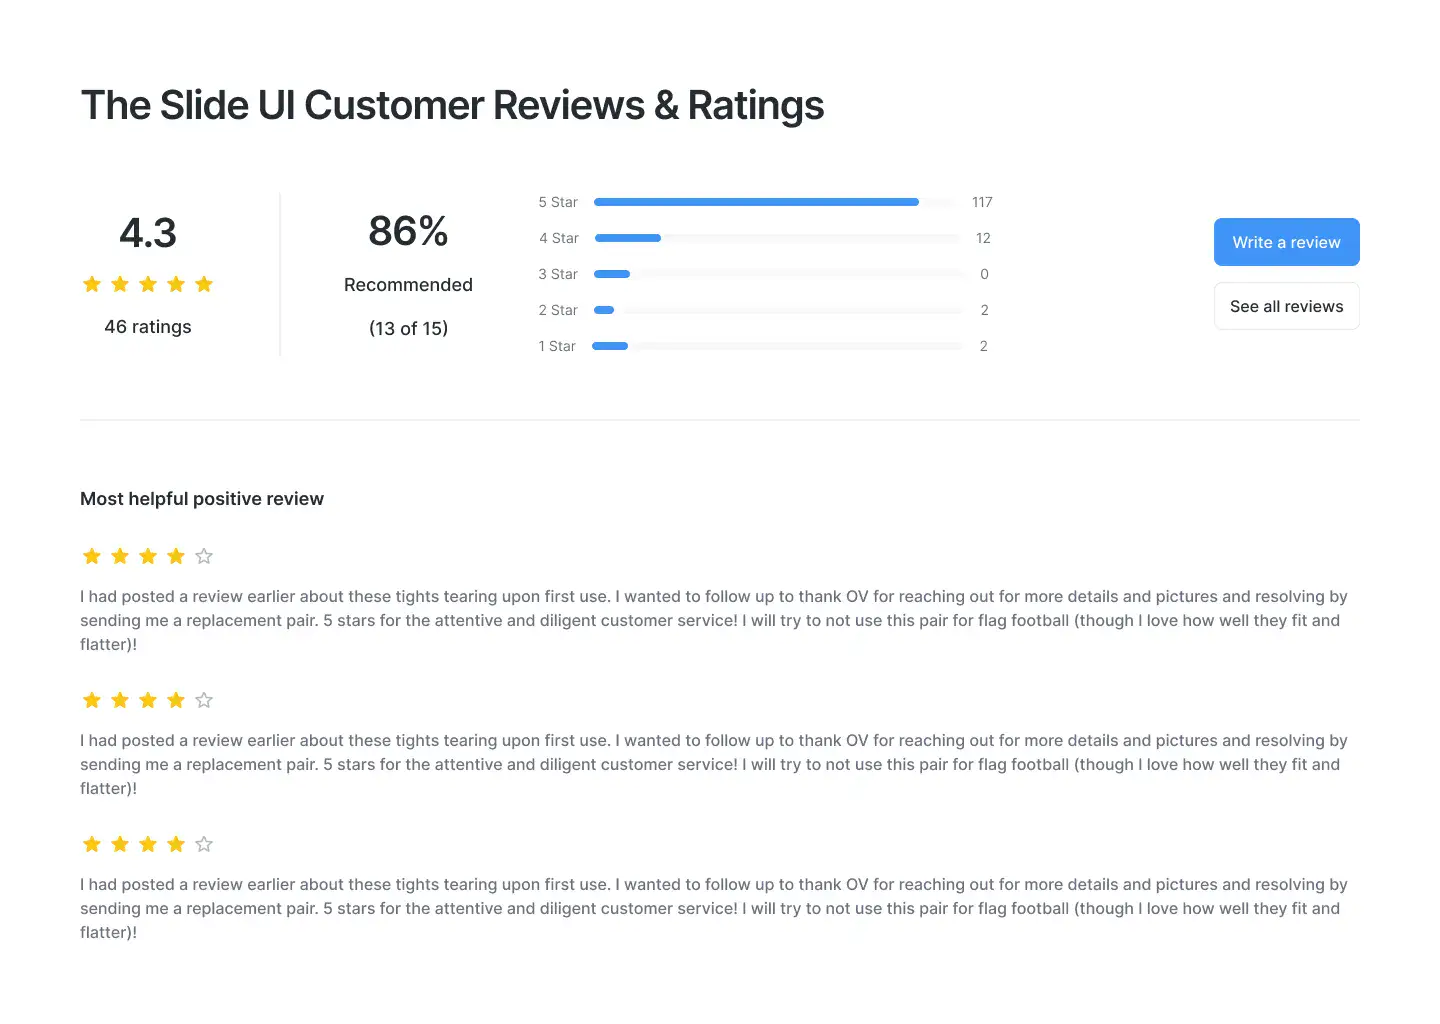 The Slide UI Customer Reviews & Ratings
4.3
46 ratings
86%
Recommended
(13 of 15)
5 Star 117
4 Star 12
3 Star 0
2 Star 2
1 Star 2
Write a review
See all reviews
Most helpful positive review
I had posted a review earlier about these tights tearing upon first use. I wanted to follow up to thank OV for reaching out for more details and pictures and resolving by
sending me a replacement pair. 5 stars for the attentive and diligent customer service! I will try to not use this pair for flag football (though I love how well they fit and
flatter)!
I had posted a review earlier about these tights tearing upon first use. I wanted to follow up to thank OV for reaching out for more details and pictures and resolving by
sending me a replacement pair. 5 stars for the attentive and diligent customer service! I will try to not use this pair for flag football (though I love how well they fit and
flatter)!
I had posted a review earlier about these tights tearing upon first use. I wanted to follow up to thank OV for reaching out for more details and pictures and resolving by
sending me a replacement pair. 5 stars for the attentive and diligent customer service! I will try to not use this pair for flag football (though I love how well they fit and
flatter)!